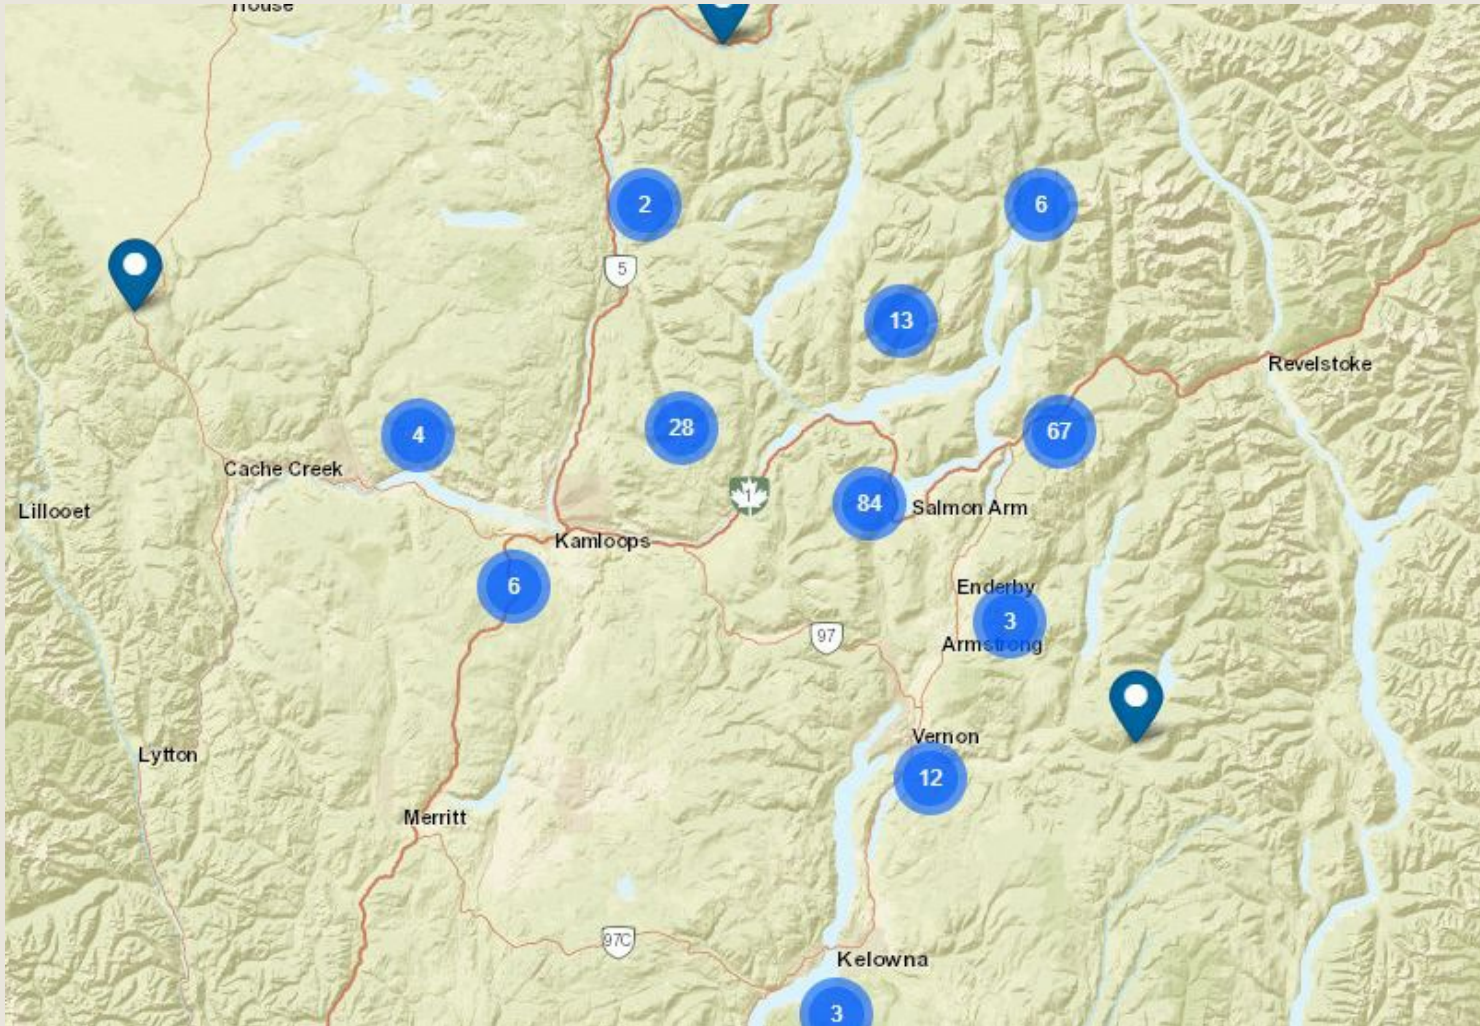 House
2
6
5
13
Revelstoke
28
4
67
Cache Creek
1
84
Salmon Arm
Lillooet
Kamloops
6
Enderby
3
97
Armstrong
Vernon
Lytton
12
Merritt
97C
Kelowna
3